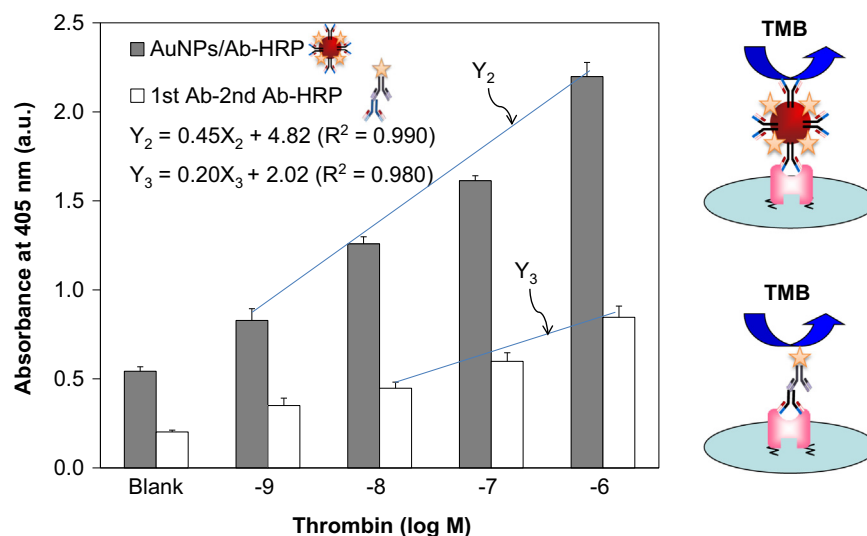 2.5
2.0
1.5
1.0
0.5
0.0
Absorbance at 405 nm (a.u.)
AuNPs/Ab-HRP
1st Ab-2nd Ab-HRP
Y₂ = 0.45X₂ + 4.82 (R² = 0.990)
Y₃ = 0.20X₃ + 2.02 (R² = 0.980)
Y₂
Y₃
Blank
-9
-8
-7
-6
Thrombin (log M)
TMB
TMB